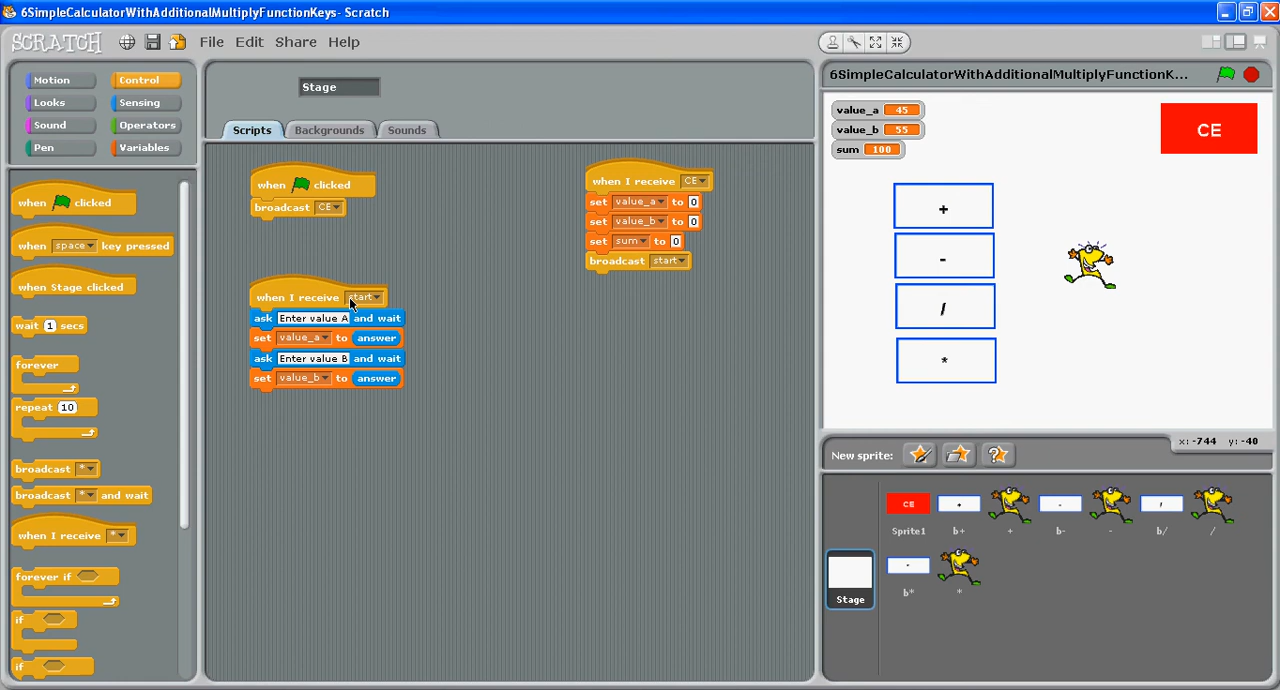 6SimpleCalculatorWithAdditionalMultiplyFunctionKeys- Scratch
SCRATCH File Edit Share Help
Motion Control
Looks Sensing
Sound Operators
Pen Variables
when clicked
when space key pressed
when Stage clicked
wait 1 secs
forever
repeat 10
broadcast *
broadcast * and wait
when I receive *
forever if
if
if
Stage
Scripts Backgrounds Sounds
when clicked
broadcast CE
when I receive start
ask Enter value A and wait
set value_a to answer
ask Enter value B and wait
set value_b to answer
when I receive CE
set value_a to 0
set value_b to 0
set sum to 0
broadcast start
6SimpleCalculatorWithAdditionalMultiplyFunctionK...
value_a 45
value_b 55
sum 100
CE
+
-
/
*
x: -744 y: -40
New sprite:
CE + - /
Sprite1 b+ + b- - b/ /
b* *
Stage